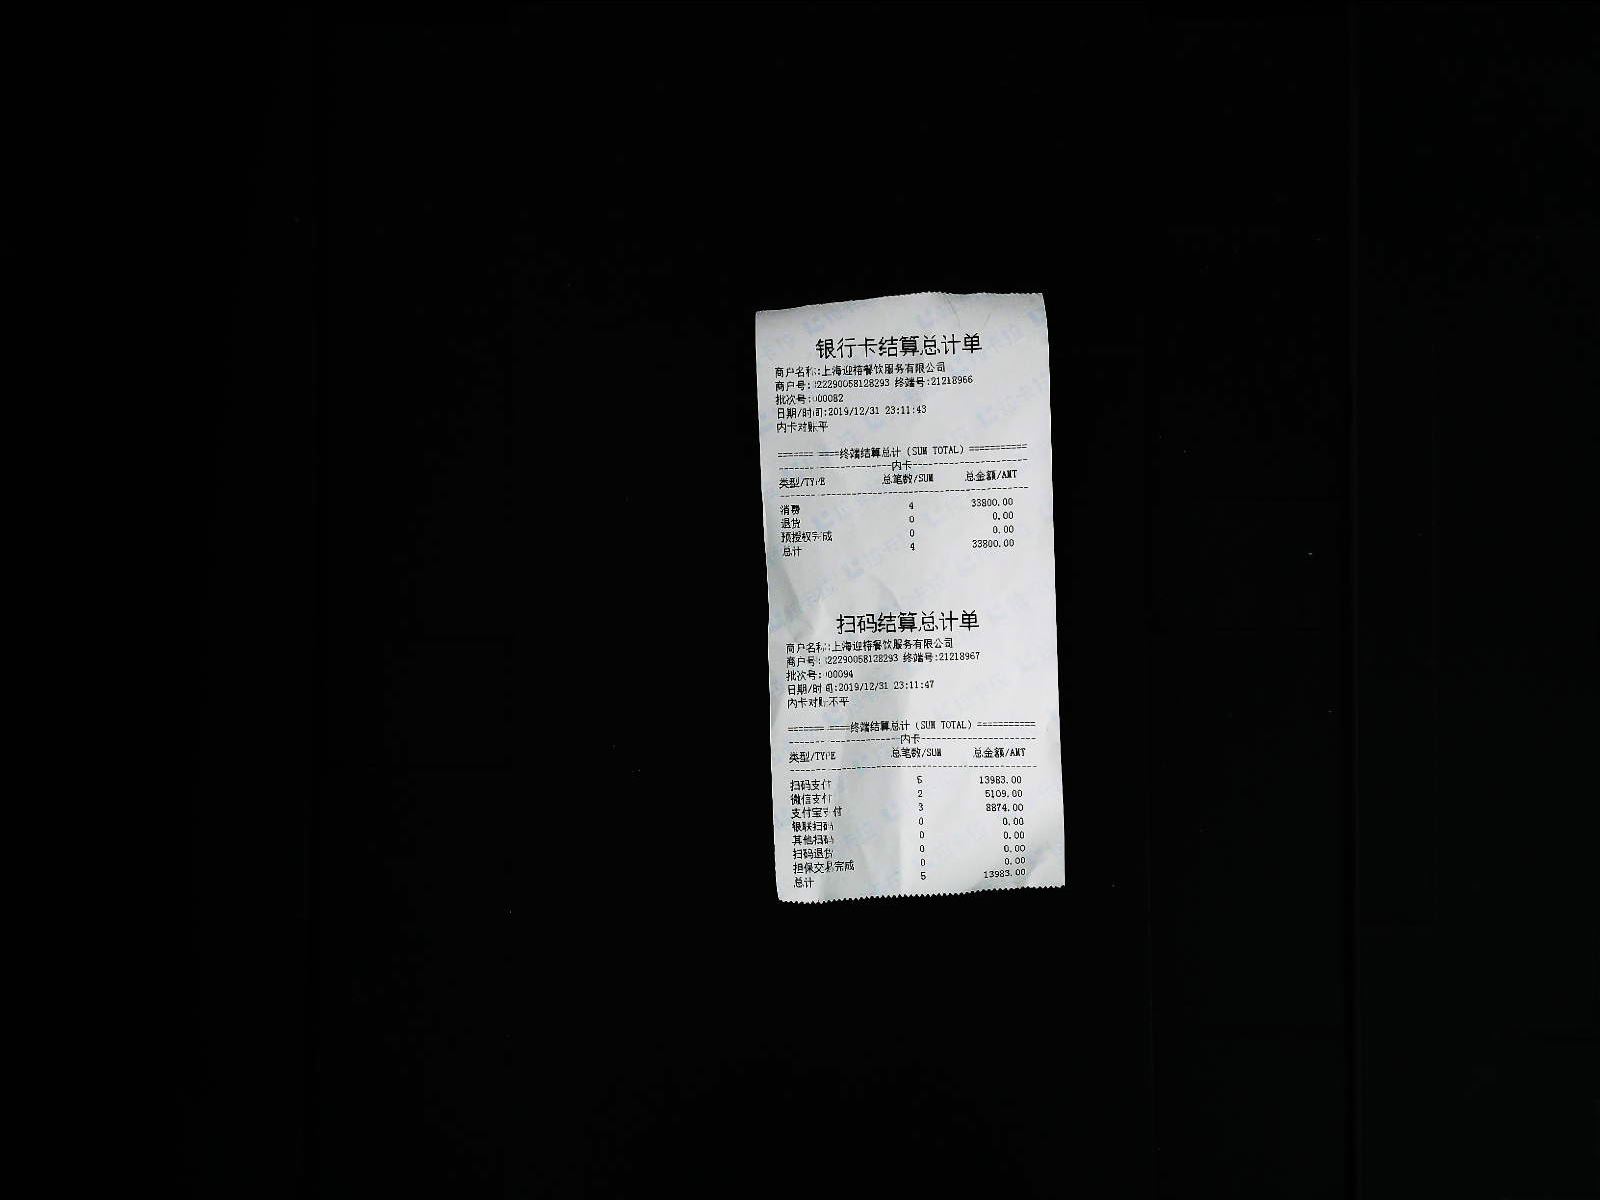 银行卡结算总计单
商户名称:上海迎榕餐饮服务有限公司
商户号:822290058128293 终端号:21218966
批次号:000082
日期/时间:2019/12/31 23:11:43
内卡对账平
======= ====终端结算总计 (SUM TOTAL) ===========
内卡
类型/TYPE 总笔数/SUM 总金额/AMT
消费 4 33800.00
退货 0 0.00
预授权完成 0 0.00
总计 4 33800.00
扫码结算总计单
商户名称:上海迎榕餐饮服务有限公司
商户号:822290058128293 终端号:21218967
批次号:000094
日期/时间:2019/12/31 23:11:47
内卡对账不平
======= ====终端结算总计 (SUM TOTAL) ===========
内卡
类型/TYPE 总笔数/SUM 总金额/AMT
扫码支付 5 13983.00
微信支付 2 5109.00
支付宝支付 3 8874.00
银联扫码 0 0.00
其他扫码 0 0.00
扫码退货 0 0.00
担保交易完成 0 0.00
总计 5 13983.00